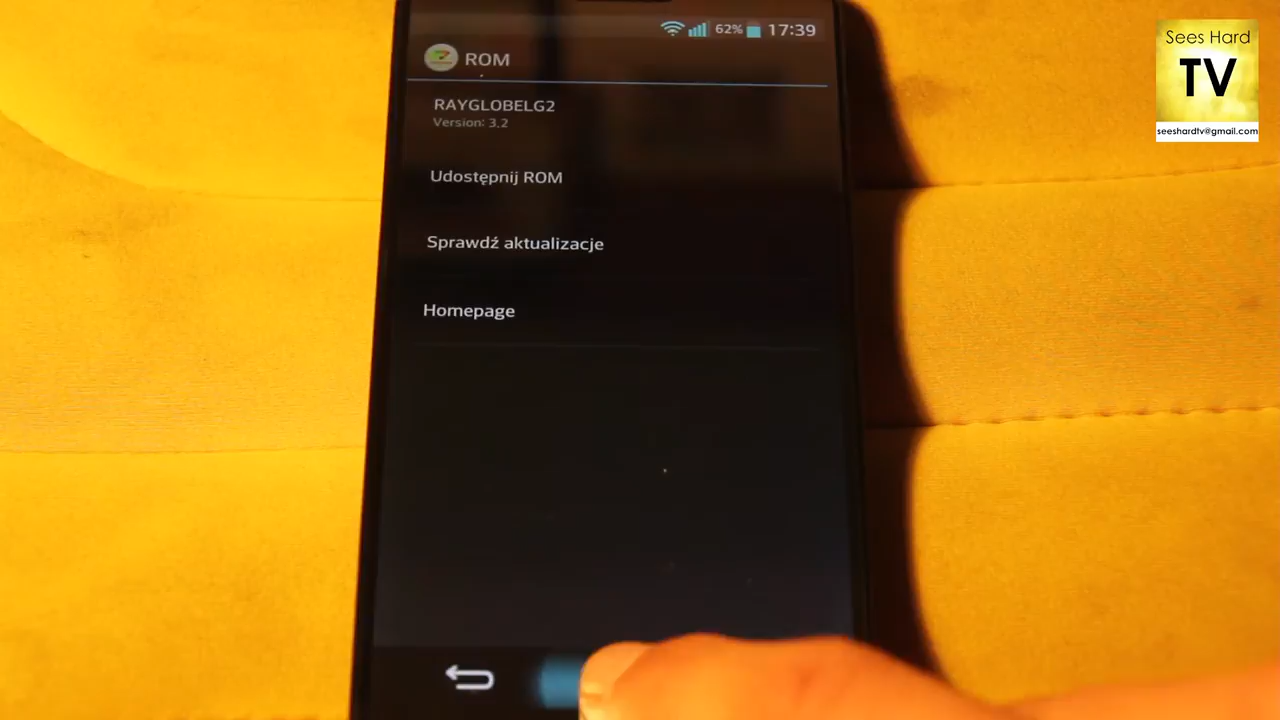 62% 17:39
ROM
RAYGLOBELG2
Version: 3.2
Udostępnij ROM
Sprawdź aktualizacje
Homepage
Sees Hard
TV
seeshardtv@gmail.com